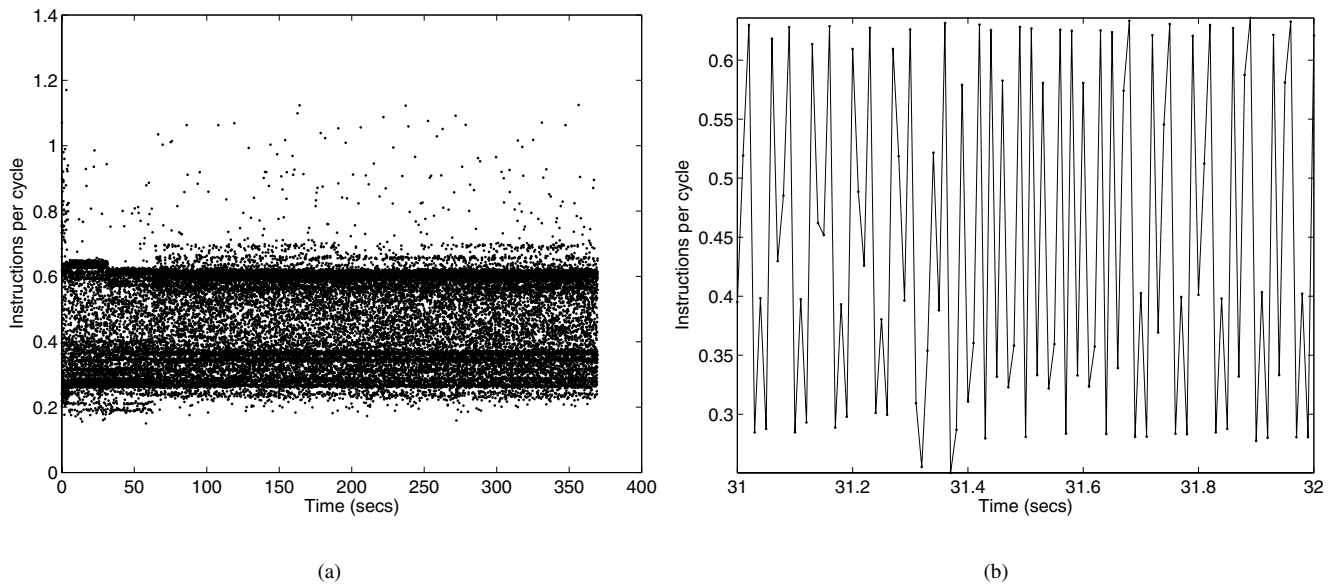 1.4
1.2
1
0.8
0.6
0.4
0.2
0
Instructions per cycle
0 50 100 150 200 250 300 350 400
Time (secs)
(a)
0.6
0.55
0.5
0.45
0.4
0.35
0.3
Instructions per cycle
31 31.2 31.4 31.6 31.8 32
Time (secs)
(b)